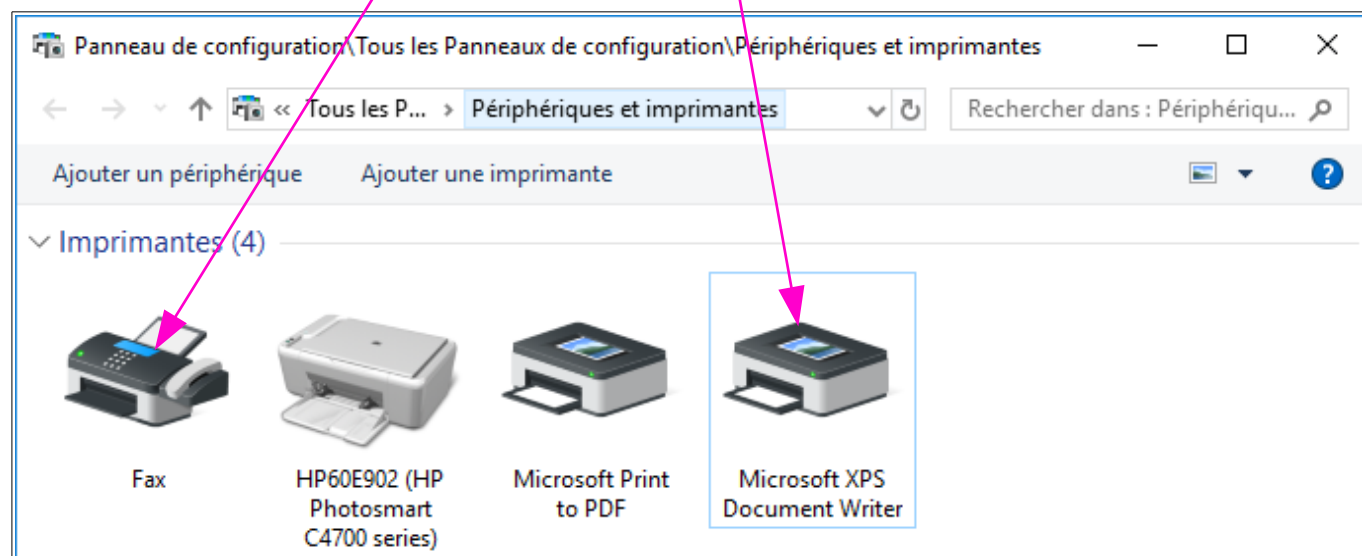 Panneau de configuration\Tous les Panneaux de configuration\Périphériques et imprimantes
« Tous les P... > Périphériques et imprimantes
Rechercher dans : Périphériqu...
Ajouter un périphérique Ajouter une imprimante
Imprimantes (4)
Fax
HP60E902 (HP
Photosmart
C4700 series)
Microsoft Print
to PDF
Microsoft XPS
Document Writer